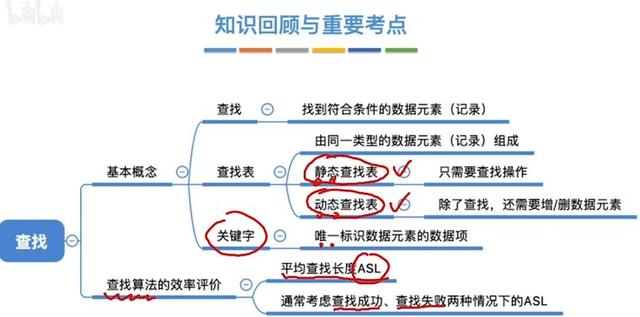 bilibili
知识回顾与重要考点
查找
找到符合条件的数据元素（记录）
由同一类型的数据元素（记录）组成
基本概念
查找表
静态查找表
只需要查找操作
动态查找表
除了查找，还需要增/删数据元素
查找
关键字
唯一标识数据元素的数据项
查找算法的效率评价
平均查找长度ASL
通常考虑查找成功、查找失败两种情况下的ASL